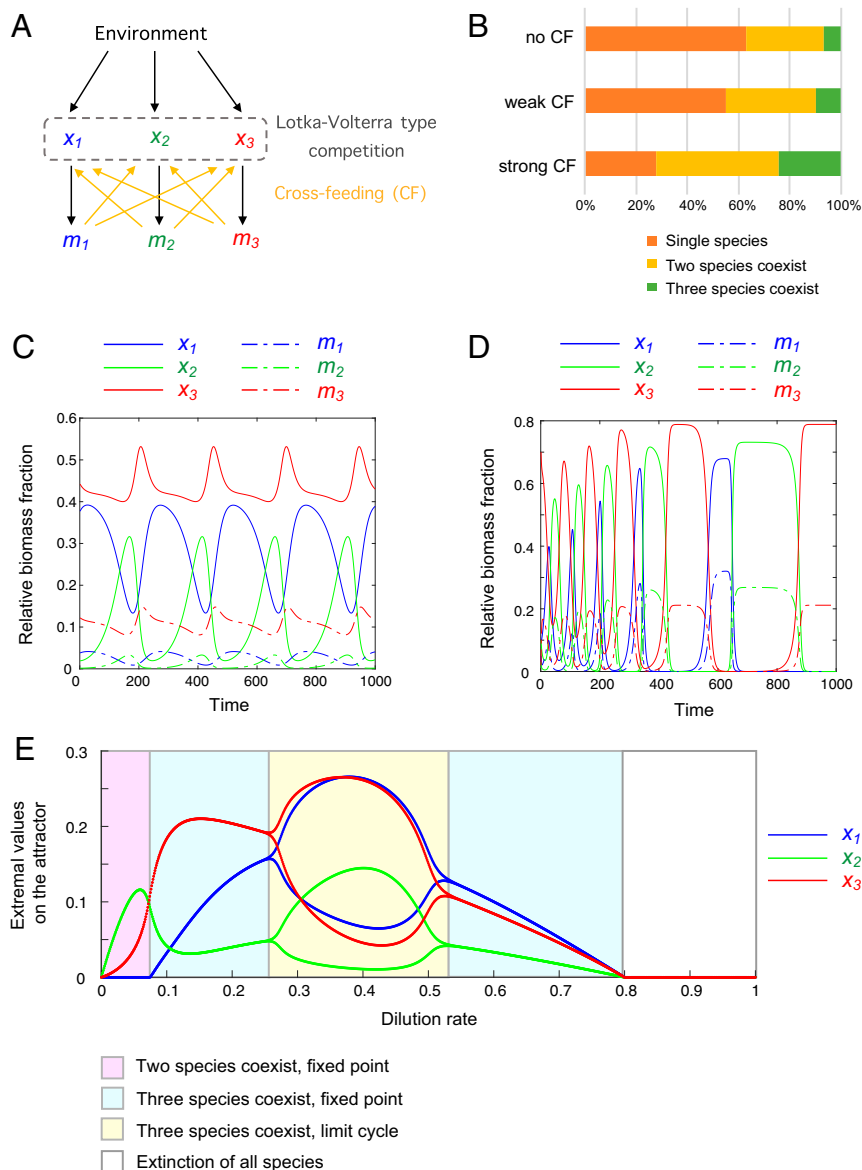 A
Environment
x1 x2 x3
Lotka-Volterra type
competition
Cross-feeding (CF)
m1 m2 m3
B
no CF
weak CF
strong CF
0% 20% 40% 60% 80% 100%
Single species
Two species coexist
Three species coexist
C
x1 m1
x2 m2
x3 m3
Relative biomass fraction
0.6
0.5
0.4
0.3
0.2
0.1
0
0 200 400 600 800 1000
Time
D
x1 m1
x2 m2
x3 m3
Relative biomass fraction
0.8
0.6
0.4
0.2
0
0 200 400 600 800 1000
Time
E
Extremal values
on the attractor
0.3
0.2
0.1
0
0 0.1 0.2 0.3 0.4 0.5 0.6 0.7 0.8 0.9 1
Dilution rate
x1
x2
x3
Two species coexist, fixed point
Three species coexist, fixed point
Three species coexist, limit cycle
Extinction of all species